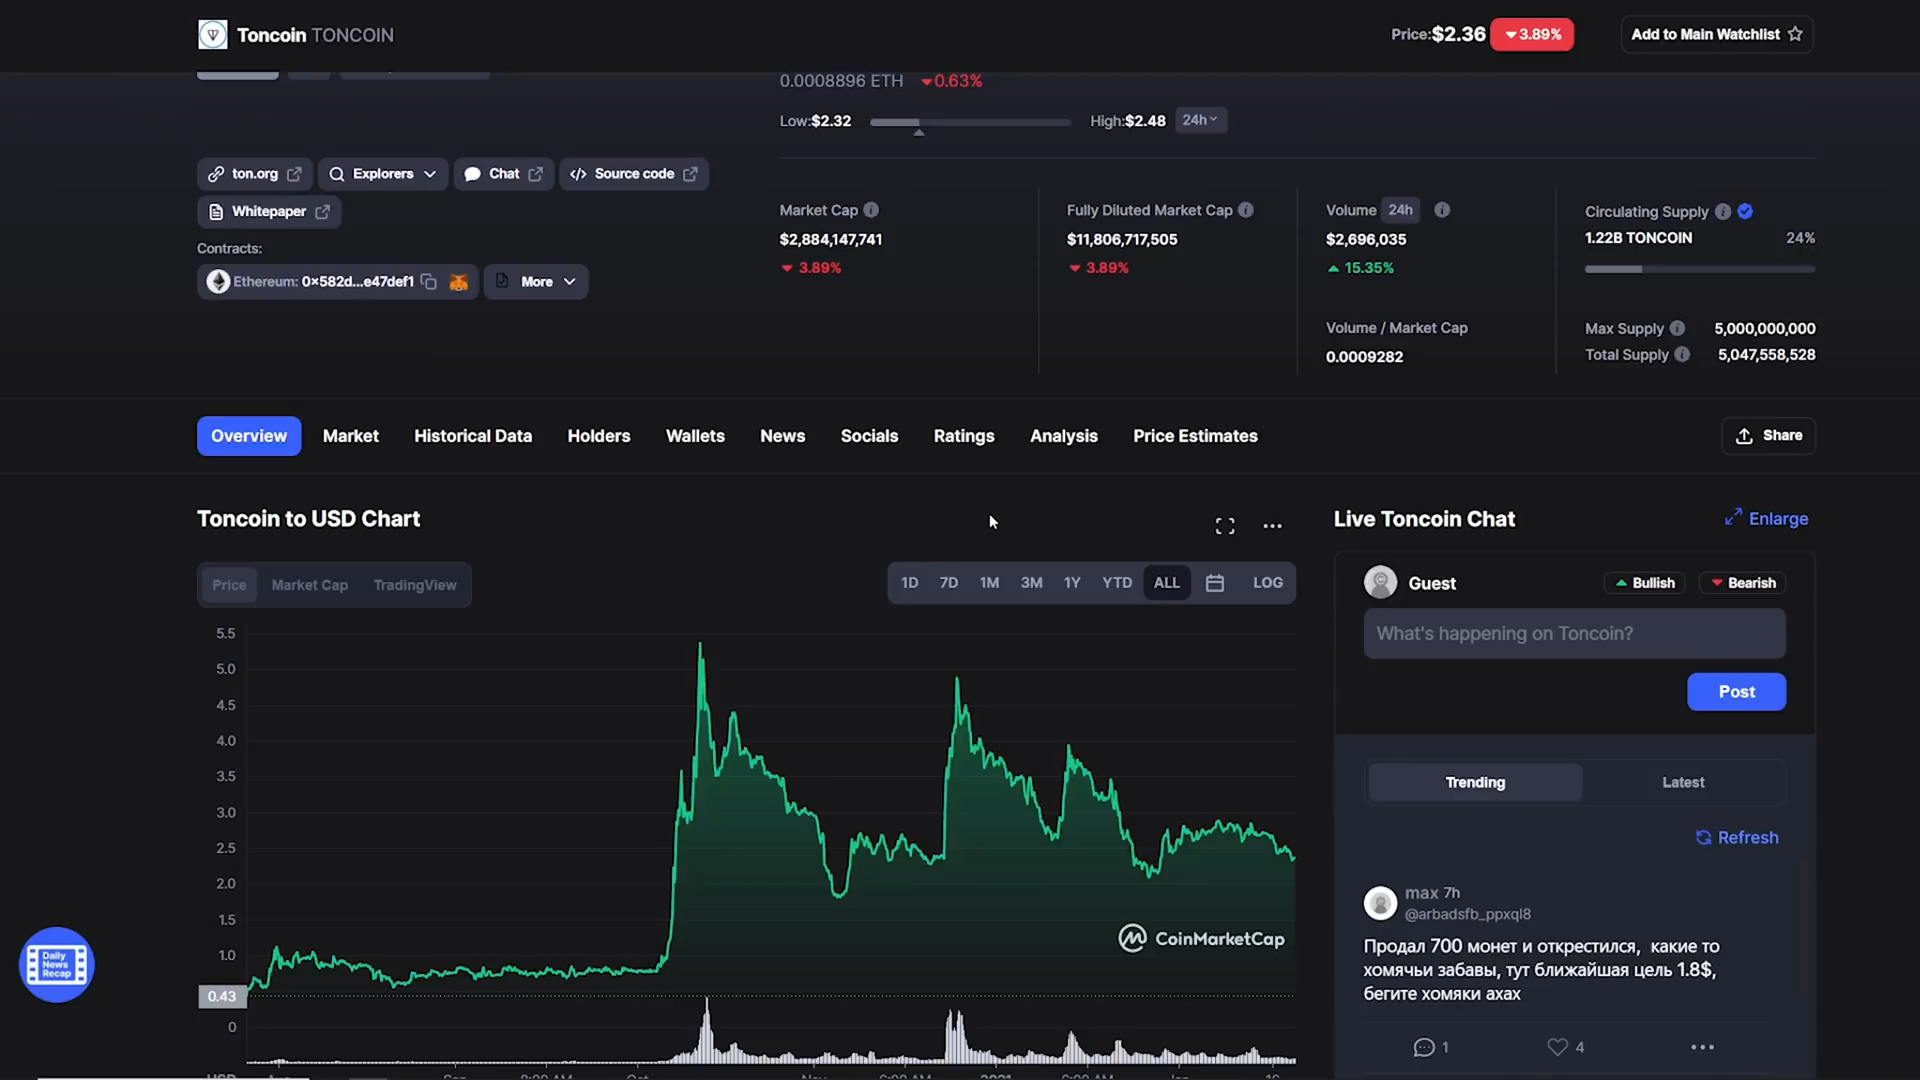 Toncoin TONCOIN
Price:$2.36 3.89%
Add to Main Watchlist
0.0008896 ETH 0.63%
Low:$2.32
High:$2.48 24h
ton.org
Explorers
Chat
Source code
Whitepaper
Contracts:
Ethereum: 0x582d...e47def1
More
Market Cap
$2,884,147,741
3.89%
Fully Diluted Market Cap
$11,806,717,505
3.89%
Volume 24h
$2,696,035
15.35%
Volume / Market Cap
0.0009282
Circulating Supply
1.22B TONCOIN 24%
Max Supply 5,000,000,000
Total Supply 5,047,558,528
Overview Market Historical Data Holders Wallets News Socials Ratings Analysis Price Estimates
Share
Toncoin to USD Chart
Price Market Cap TradingView
1D 7D 1M 3M 1Y YTD ALL LOG
5.5
5.0
4.5
4.0
3.5
3.0
2.5
2.0
1.5
1.0
0.43
0
CoinMarketCap
Live Toncoin Chat
Enlarge
Guest
Bullish
Bearish
What's happening on Toncoin?
Post
Trending
Latest
Refresh
max 7h
@arbadsfb_ppxql8
Продал 700 монет и открестился, какие то
хомячьи забавы, тут ближайшая цель 1.8$,
бегите хомяки ахах
1
4
Daily
News
Recap